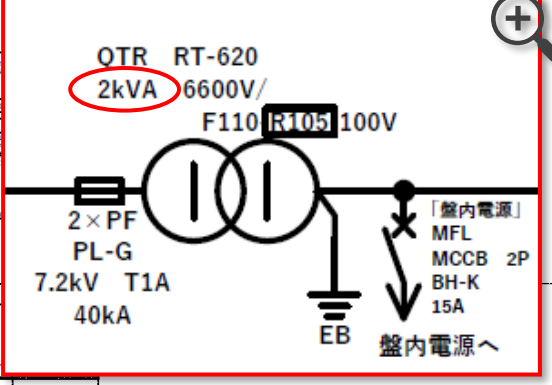 QTR RT-620
2kVA 6600V/
F110-R105-100V
2×PF
PL-G
7.2kV T1A
40kA
EB
「盤内電源」
MFL
MCCB 2P
BH-K
15A
盤内電源へ